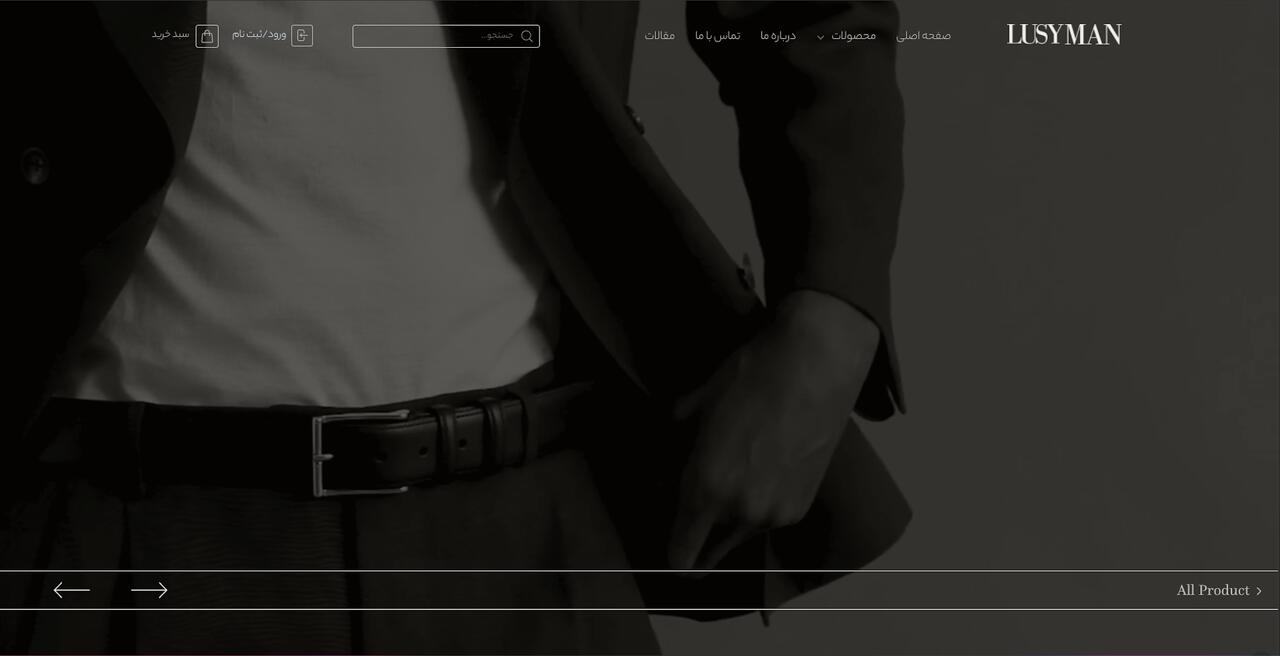 LUSYMAN
صفحه اصلی
محصولات
درباره ما
تماس با ما
مقالات
جستجو...
ورود/ثبت نام
سبد خرید
All Product